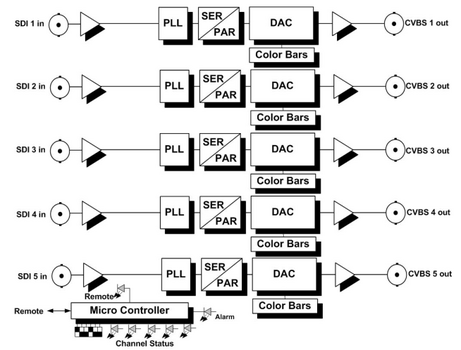 SDI 1 in PLL SER PAR DAC CVBS 1 out
Color Bars
SDI 2 in PLL SER PAR DAC CVBS 2 out
Color Bars
SDI 3 in PLL SER PAR DAC CVBS 3 out
Color Bars
SDI 4 in PLL SER PAR DAC CVBS 4 out
Color Bars
SDI 5 in PLL SER PAR DAC CVBS 5 out
Color Bars
Remote
Remote Micro Controller Alarm
Channel Status